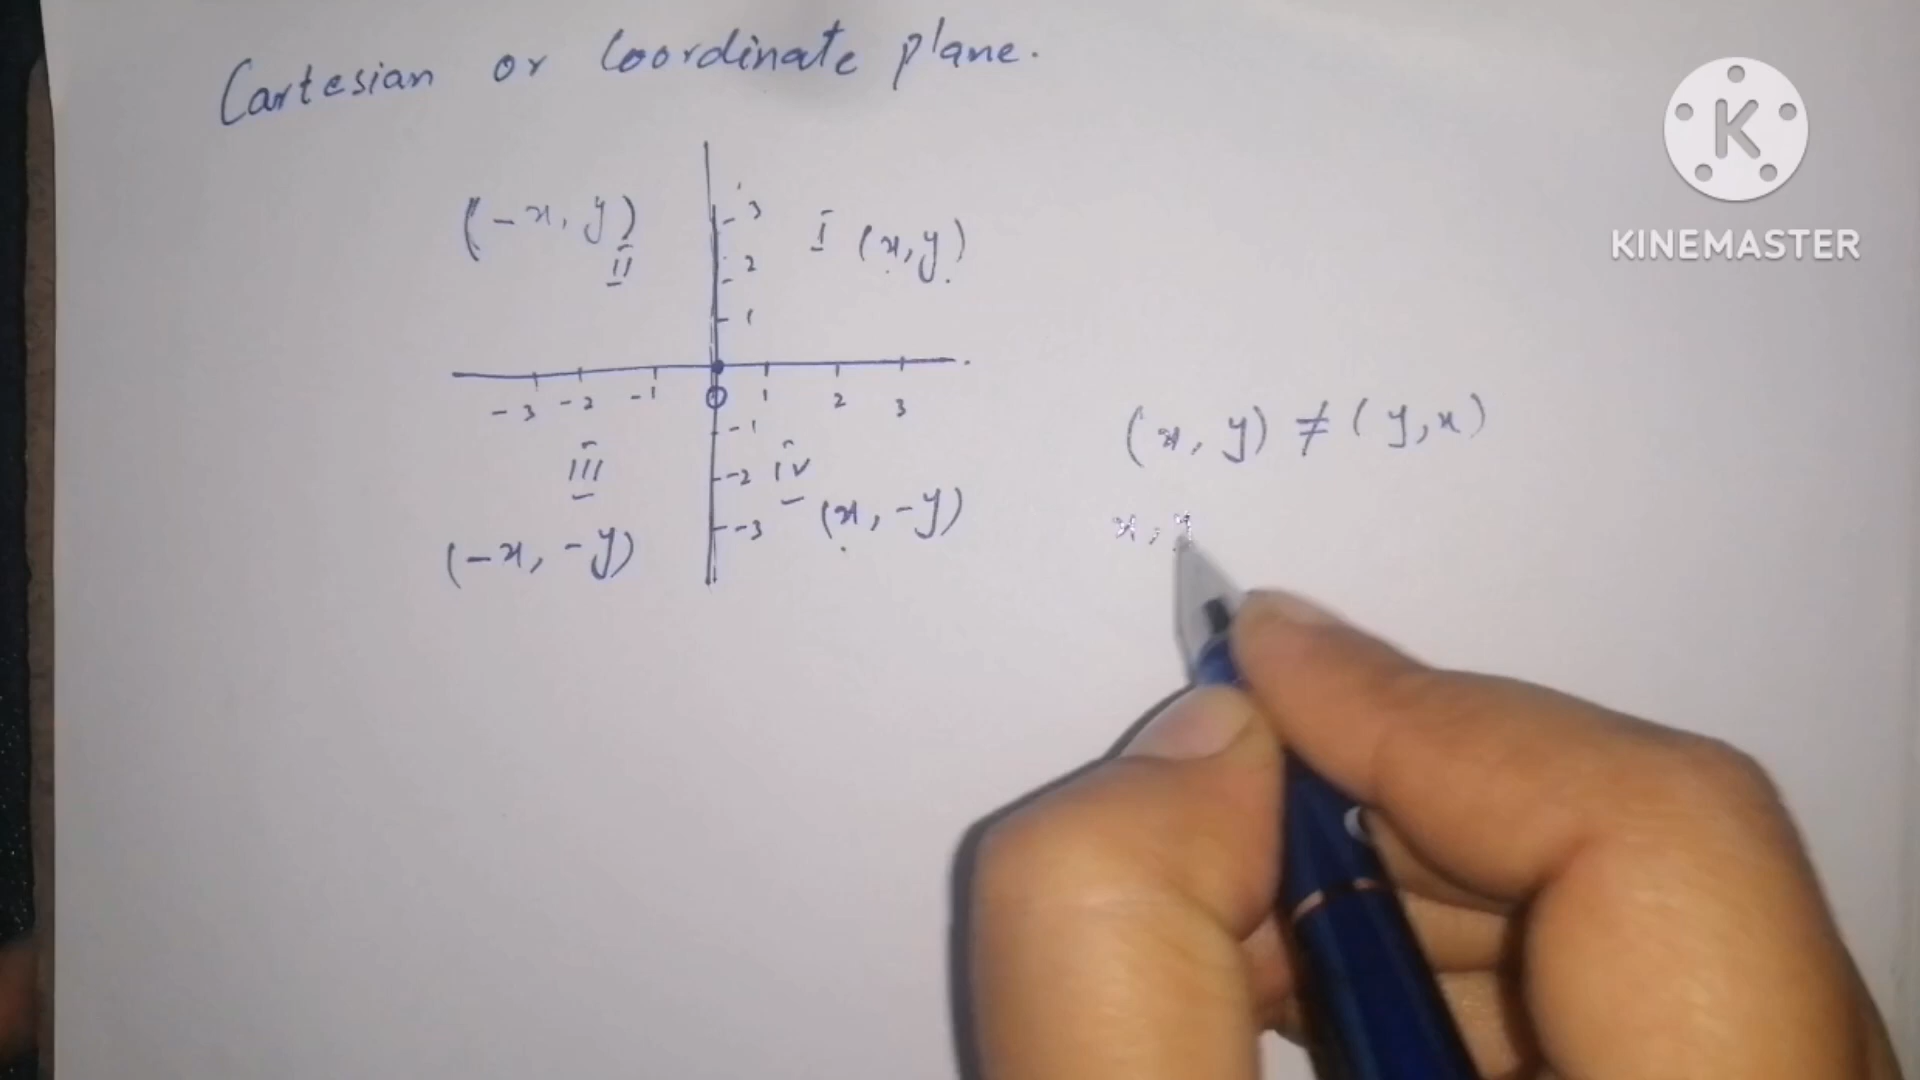 Cartesian or Coordinate plane.
(-x, y)
II
I (x,y)
3
2
1
-3 -2 -1 0 1 2 3
-1
-2
-3
III
IV
(-x, -y)
(x, -y)
(x, y) ≠ (y,x)
x, y
K
KINEMASTER